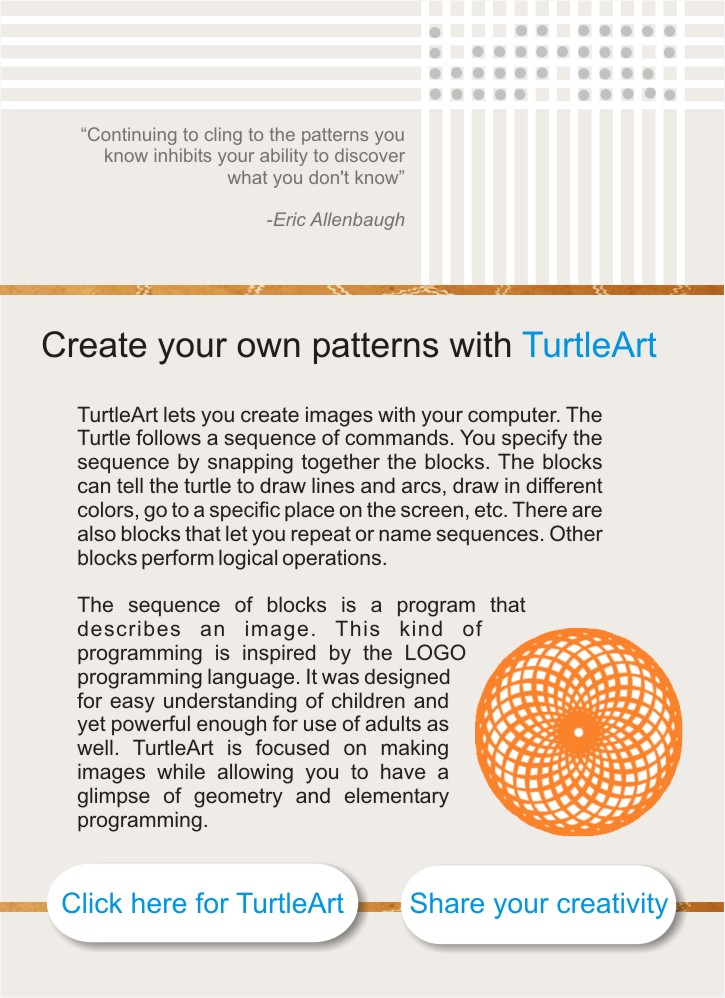 “Continuing to cling to the patterns you
know inhibits your ability to discover
what you don't know”
-Eric Allenbaugh
Create your own patterns with TurtleArt
TurtleArt lets you create images with your computer. The
Turtle follows a sequence of commands. You specify the
sequence by snapping together the blocks. The blocks
can tell the turtle to draw lines and arcs, draw in different
colors, go to a specific place on the screen, etc. There are
also blocks that let you repeat or name sequences. Other
blocks perform logical operations.
The sequence of blocks is a program that
describes an image. This kind of
programming is inspired by the LOGO
programming language. It was designed
for easy understanding of children and
yet powerful enough for use of adults as
well. TurtleArt is focused on making
images while allowing you to have a
glimpse of geometry and elementary
programming.
Click here for TurtleArt
Share your creativity